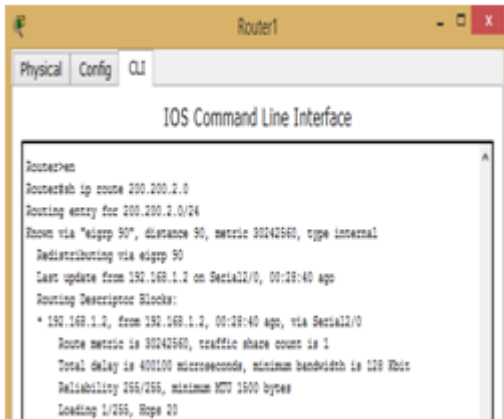 Router1
Physical Config CLI
IOS Command Line Interface
Router>en
Router#sh ip route 200.200.2.0
Routing entry for 200.200.2.0/24
Known via "eigrp 90", distance 90, metric 30242560, type internal
Redistributing via eigrp 90
Last update from 192.168.1.2 on Serial2/0, 00:28:40 ago
Routing Descriptor Blocks:
* 192.168.1.2, from 192.168.1.2, 00:28:40 ago, via Serial2/0
Route metric is 30242560, traffic share count is 1
Total delay is 400100 microseconds, minimum bandwidth is 128 Kbit
Reliability 255/255, minimum MTU 1500 bytes
Loading 1/255, Hops 20